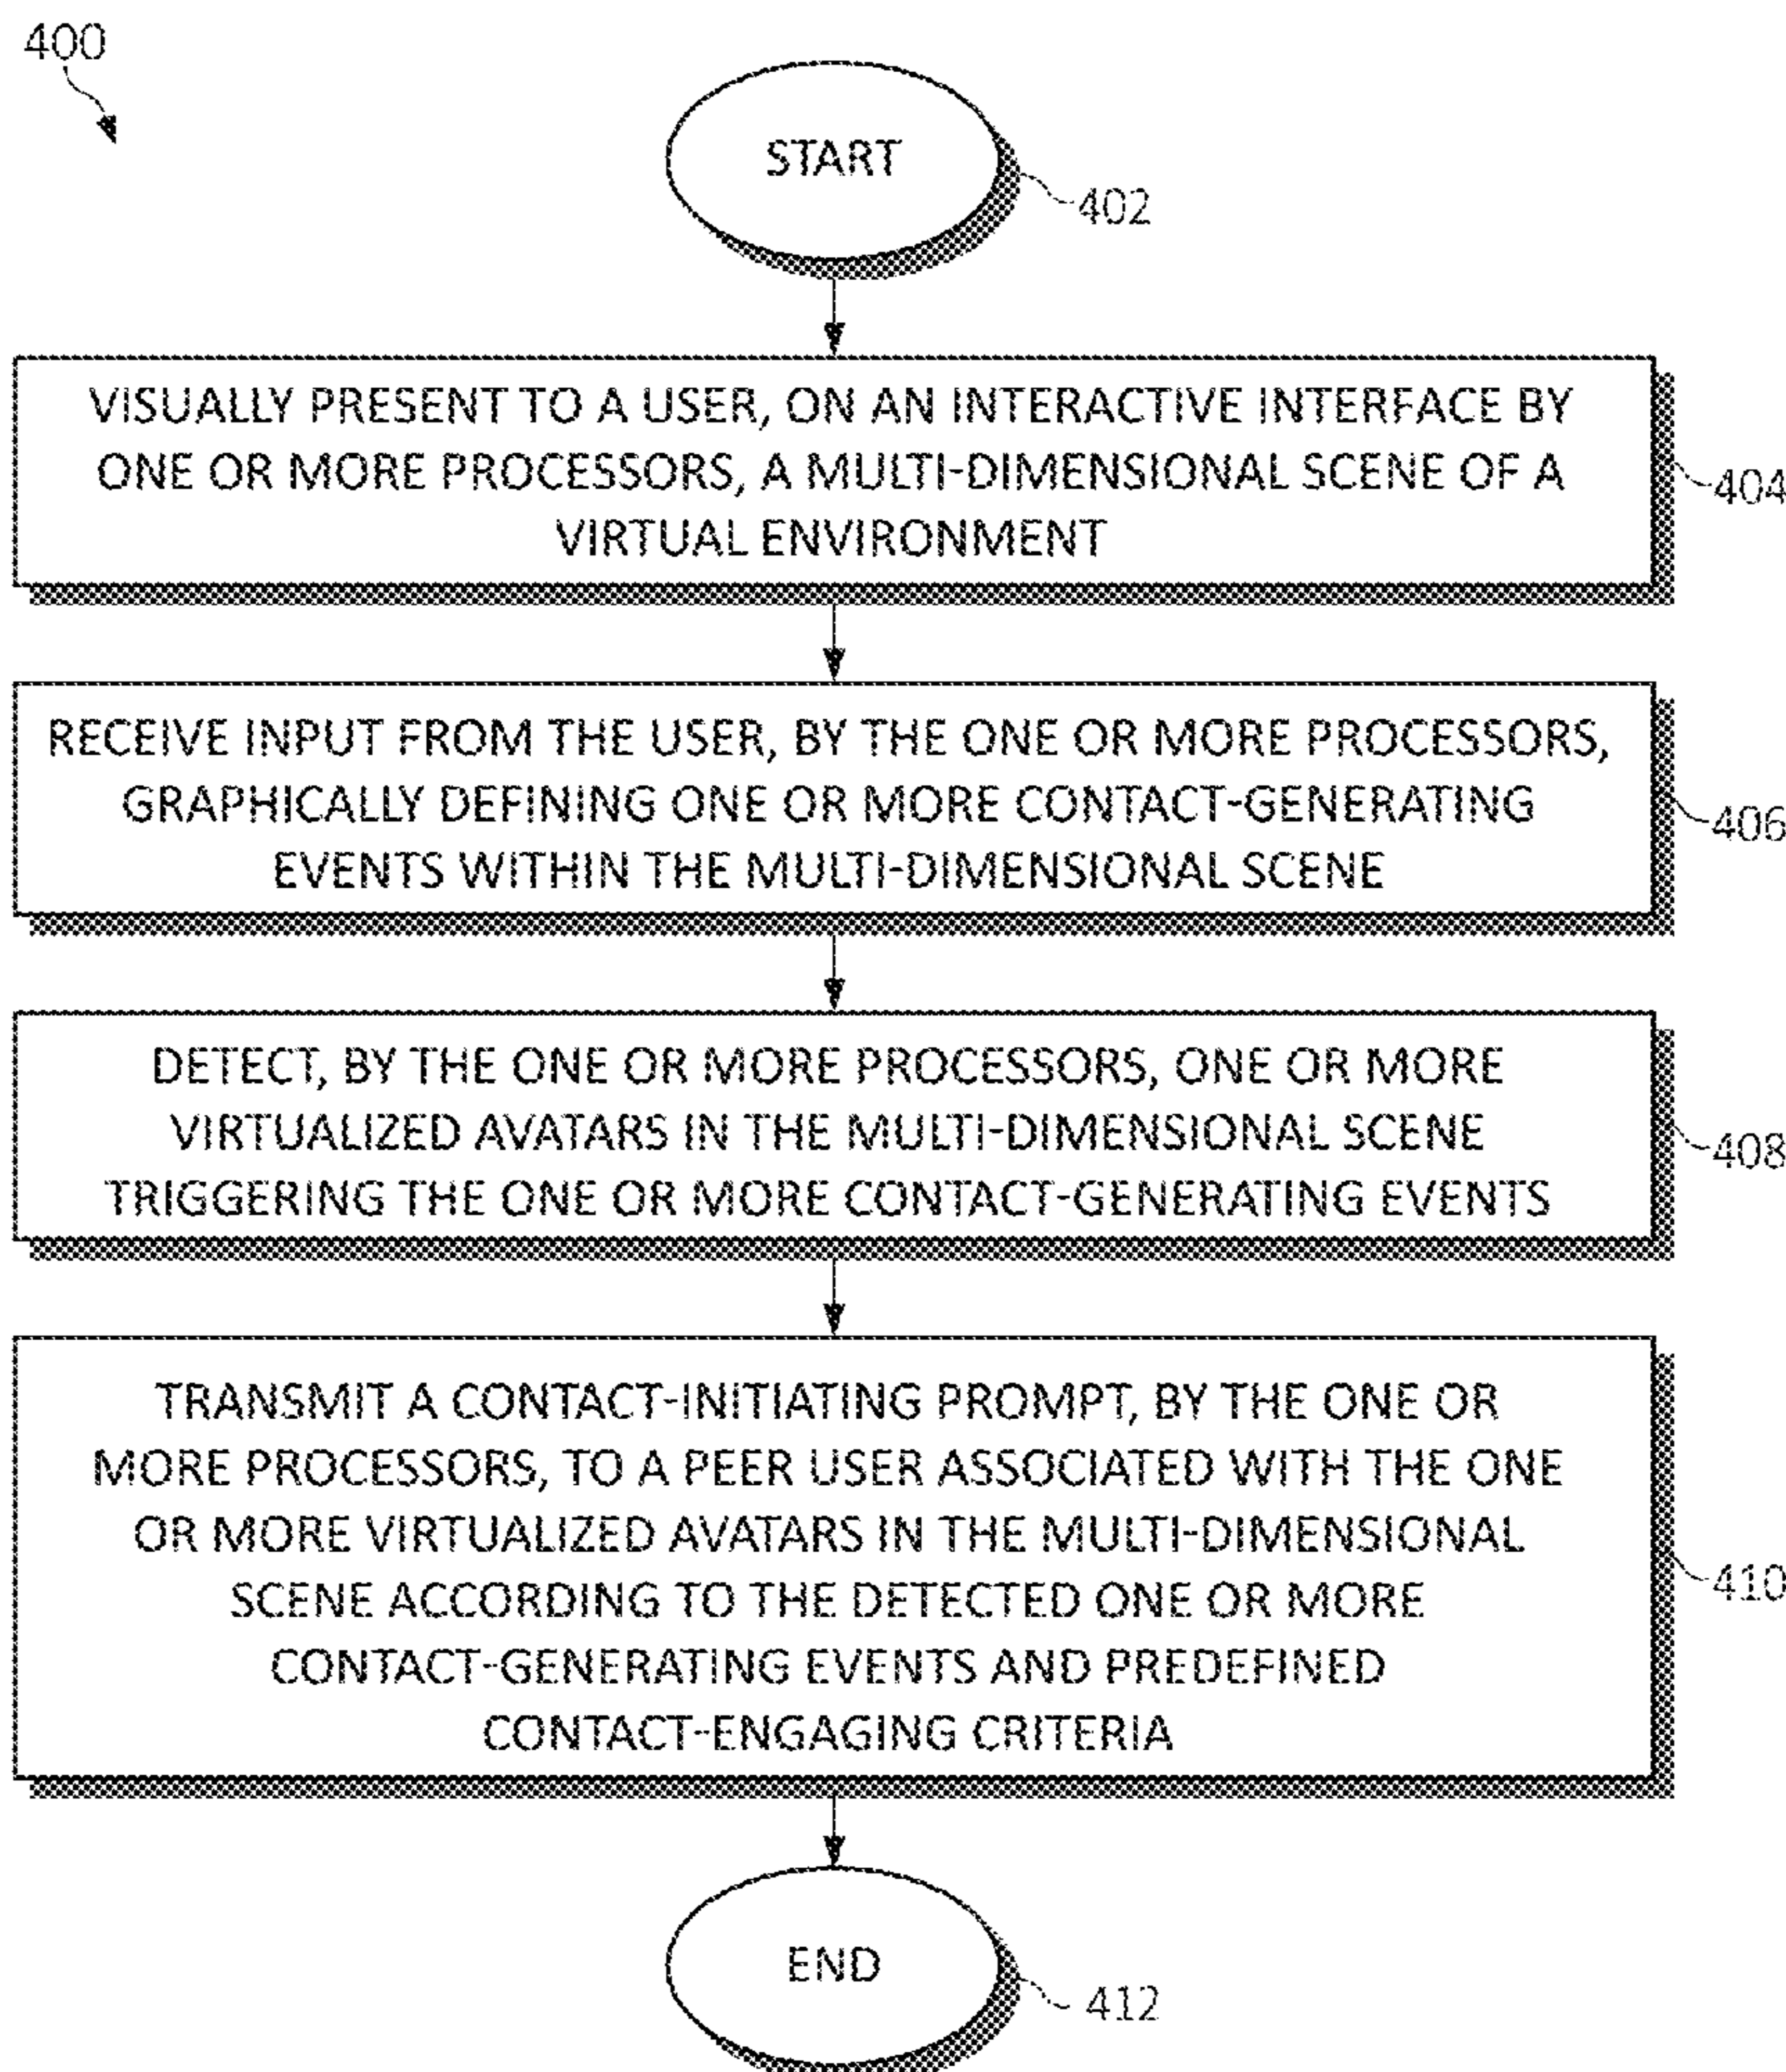 400
START
402
VISUALLY PRESENT TO A USER, ON AN INTERACTIVE INTERFACE BY
ONE OR MORE PROCESSORS, A MULTI-DIMENSIONAL SCENE OF A
VIRTUAL ENVIRONMENT
404
RECEIVE INPUT FROM THE USER, BY THE ONE OR MORE PROCESSORS,
GRAPHICALLY DEFINING ONE OR MORE CONTACT-GENERATING
EVENTS WITHIN THE MULTI-DIMENSIONAL SCENE
406
DETECT, BY THE ONE OR MORE PROCESSORS, ONE OR MORE
VIRTUALIZED AVATARS IN THE MULTI-DIMENSIONAL SCENE
TRIGGERING THE ONE OR MORE CONTACT-GENERATING EVENTS
408
TRANSMIT A CONTACT-INITIATING PROMPT, BY THE ONE OR
MORE PROCESSORS, TO A PEER USER ASSOCIATED WITH THE ONE
OR MORE VIRTUALIZED AVATARS IN THE MULTI-DIMENSIONAL
SCENE ACCORDING TO THE DETECTED ONE OR MORE
CONTACT-GENERATING EVENTS AND PREDEFINED
CONTACT-ENGAGING CRITERIA
410
END
412